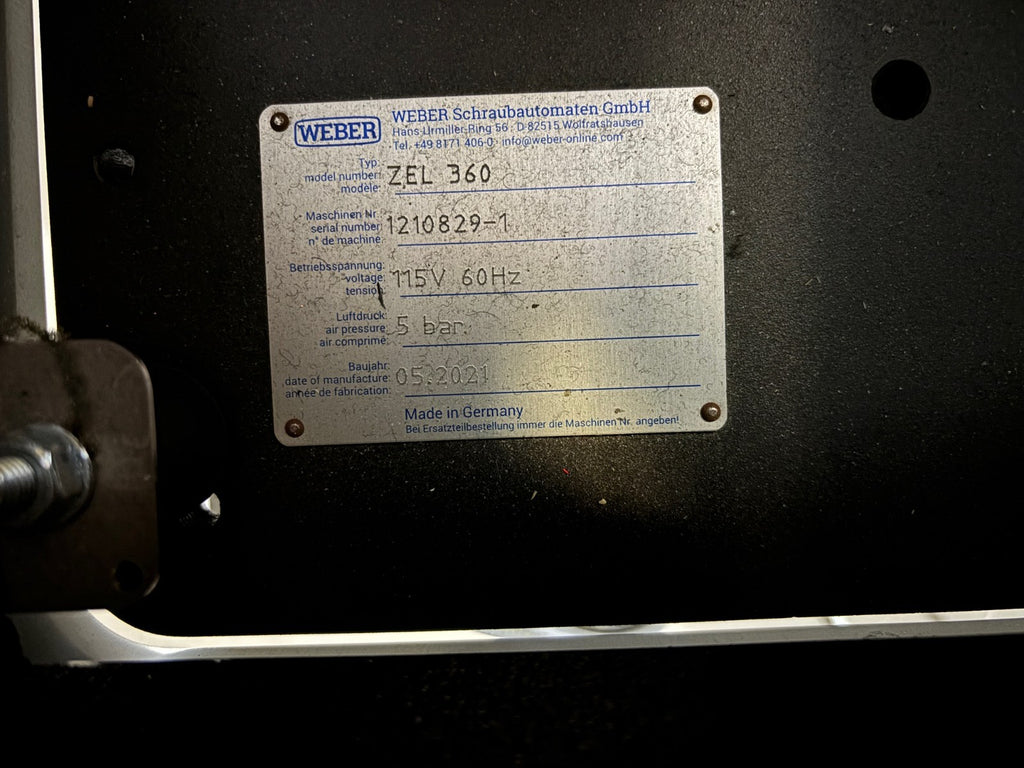 WEBER
WEBER Schraubautomaten GmbH
Hans-Urmiller-Ring 56 · D-82515 Wolfratshausen
Tel. +49 8171 406-0 · info@weber-online.com
Typ:
model number:
modèle:
ZEL 360
Maschinen Nr.:
serial number:
n° de machine:
1210829-1
Betriebsspannung:
voltage:
tension:
115V 60Hz
Luftdruck:
air pressure:
air comprimé:
5 bar.
Baujahr:
date of manufacture:
année de fabrication:
05.2021
Made in Germany
Bei Ersatzteilbestellung immer die Maschinen Nr. angeben!